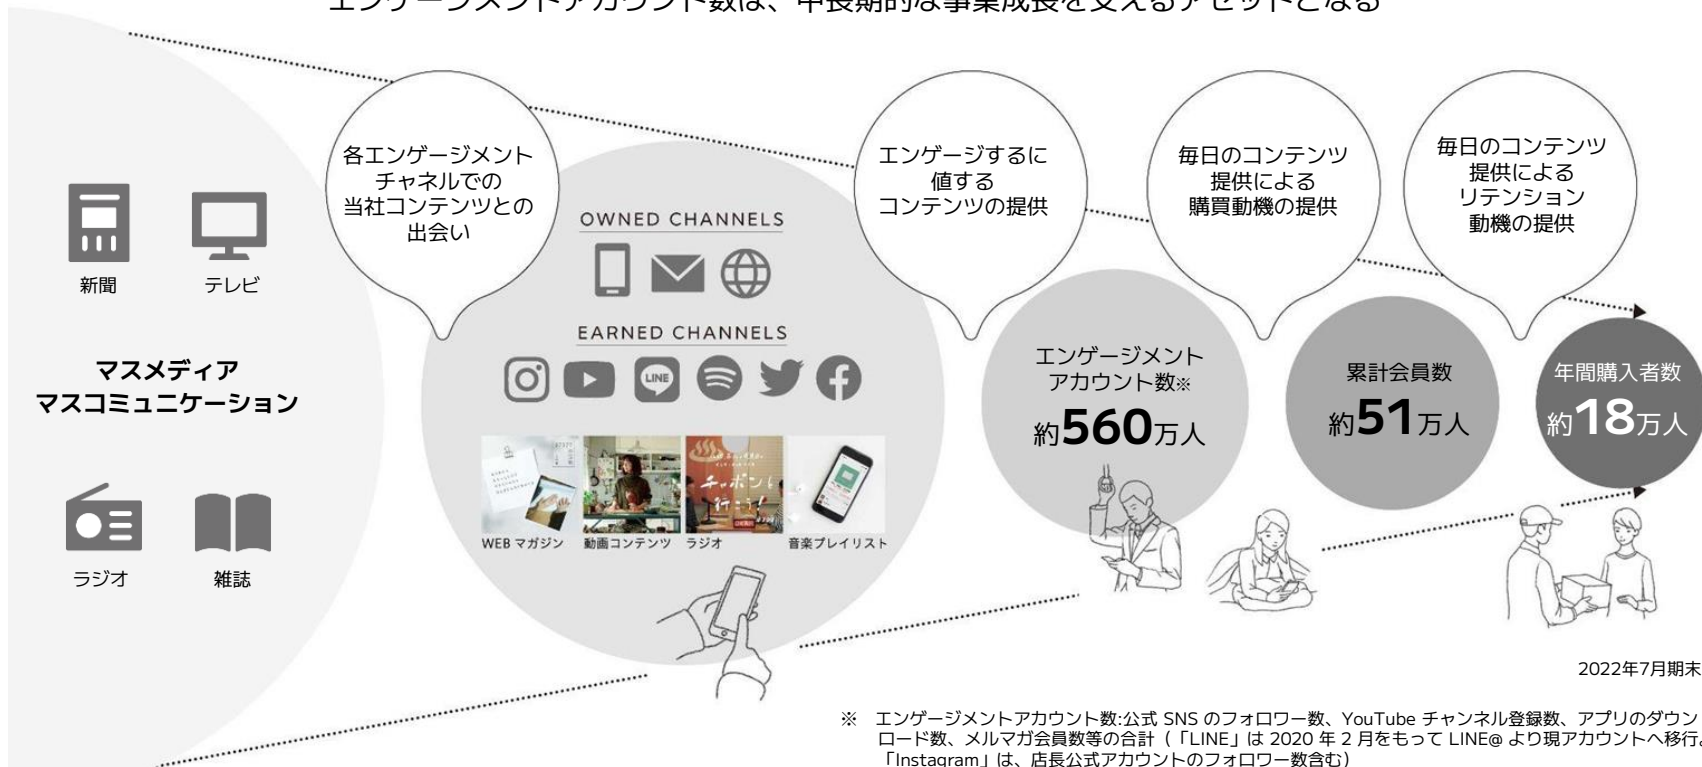 エンゲージメントアカウント数は、中長期的な事業成長を支えるアセットとなる
各エンゲージメント
チャネルでの
当社コンテンツとの
出会い
エンゲージするに
値する
コンテンツの提供
毎日のコンテンツ
提供による
購買動機の提供
毎日のコンテンツ
提供による
リテンション
動機の提供
新聞
テレビ
マスメディア
マスコミュニケーション
ラジオ
雑誌
OWNED CHANNELS
EARNED CHANNELS
LINE
チャポンと
行こう!
WEB マガジン
動画コンテンツ
ラジオ
音楽プレイリスト
エンゲージメント
アカウント数※
約560万人
累計会員数
約51万人
年間購入者数
約18万人
2022年7月期末
※ エンゲージメントアカウント数:公式 SNS のフォロワー数、YouTube チャンネル登録数、アプリのダウン
ロード数、メルマガ会員数等の合計(「LINE」は 2020 年 2 月をもって LINE@ より現アカウントへ移行。
「Instagram」は、店長公式アカウントのフォロワー数含む)